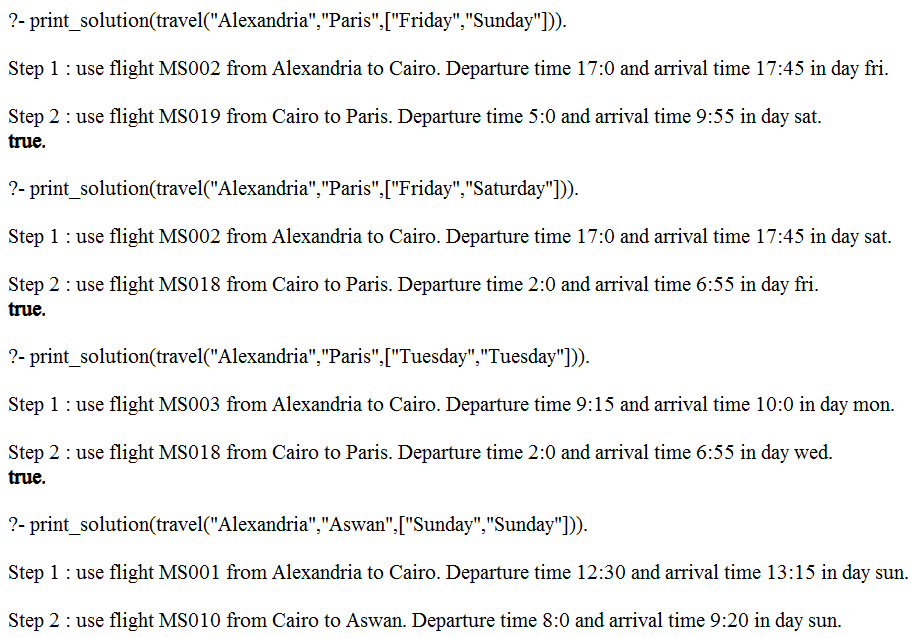 ?- print_solution(travel("Alexandria","Paris",["Friday","Sunday"])).
Step 1 : use flight MS002 from Alexandria to Cairo. Departure time 17:0 and arrival time 17:45 in day fri.
Step 2 : use flight MS019 from Cairo to Paris. Departure time 5:0 and arrival time 9:55 in day sat.
true.
?- print_solution(travel("Alexandria","Paris",["Friday","Saturday"])).
Step 1 : use flight MS002 from Alexandria to Cairo. Departure time 17:0 and arrival time 17:45 in day sat.
Step 2 : use flight MS018 from Cairo to Paris. Departure time 2:0 and arrival time 6:55 in day fri.
true.
?- print_solution(travel("Alexandria","Paris",["Tuesday","Tuesday"])).
Step 1 : use flight MS003 from Alexandria to Cairo. Departure time 9:15 and arrival time 10:0 in day mon.
Step 2 : use flight MS018 from Cairo to Paris. Departure time 2:0 and arrival time 6:55 in day wed.
true.
?- print_solution(travel("Alexandria","Aswan",["Sunday","Sunday"])).
Step 1 : use flight MS001 from Alexandria to Cairo. Departure time 12:30 and arrival time 13:15 in day sun.
Step 2 : use flight MS010 from Cairo to Aswan. Departure time 8:0 and arrival time 9:20 in day sun.